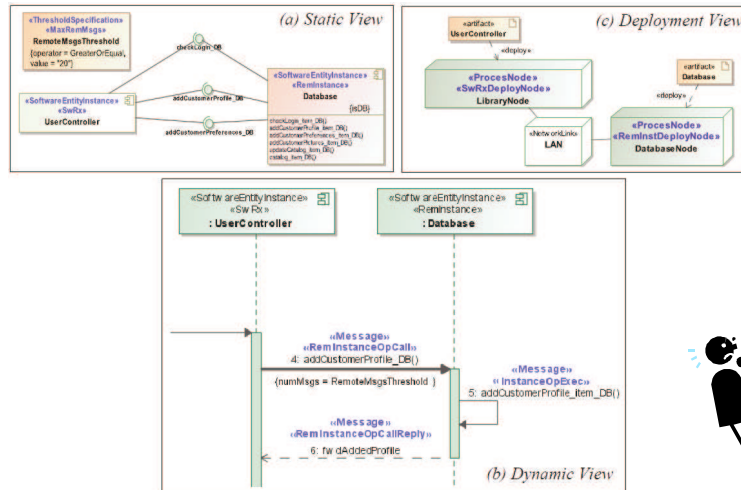 (a) Static View
«ThresholdSpecification»
«MaxRemMsgs»
RemoteMsgsThreshold
{operator = GreaterOrEqual,
value = "20"}
checkLogin_DB
«SoftwareEntityInstance»
«SwRx»
UserController
addCustomerProfile_DB
addCustomerPreferences_DB
«SoftwareEntityInstance»
«RemInstance»
Database
{isDB}
checkLogin_item_DB()
addCustomerProfile_item_DB()
addCustomerPreferences_item_DB()
addCustomerPictures_item_DB()
updateCatalog_item_DB()
catalog_item_DB()
(c) Deployment View
«artifact»
UserController
«deploy»
«ProcesNode»
«SwRxDeployNode»
LibraryNode
«artifact»
Database
«deploy»
«NetworkLink»
LAN
«ProcesNode»
«RemInstDeployNode»
DatabaseNode
«SoftwareEntityInstance»
«SwRx»
: UserController
«SoftwareEntityInstance»
«RemInstance»
: Database
«Message»
«RemInstanceOpCall»
4: addCustomerProfile_DB()
{numMsgs = RemoteMsgsThreshold }
«Message»
«InstanceOpExec»
5: addCustomerProfile_item_DB()
«Message»
«RemInstanceOpCallReply»
6: fwdAddedProfile
(b) Dynamic View